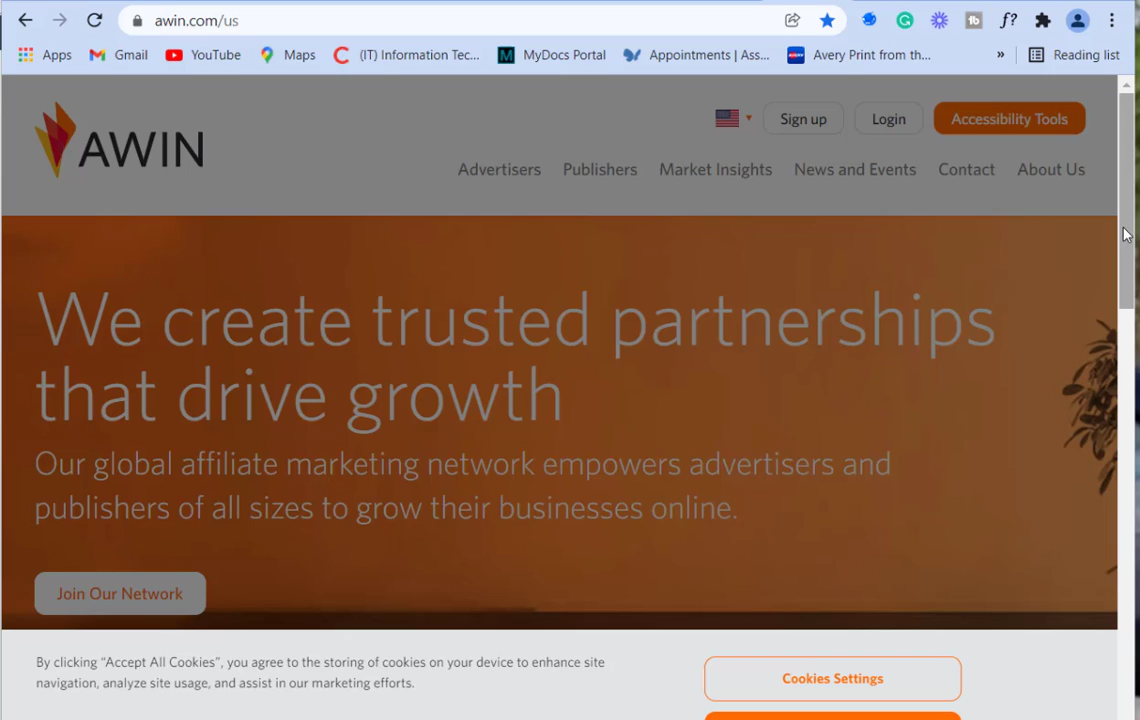 awin.com/us
Apps Gmail YouTube Maps (IT) Information Tec... MyDocs Portal Appointments | Ass... Avery Print from th... » Reading list
AWIN
Sign up Login Accessibility Tools
Advertisers Publishers Market Insights News and Events Contact About Us
We create trusted partnerships
that drive growth
Our global affiliate marketing network empowers advertisers and
publishers of all sizes to grow their businesses online.
Join Our Network
By clicking “Accept All Cookies”, you agree to the storing of cookies on your device to enhance site
navigation, analyze site usage, and assist in our marketing efforts.
Cookies Settings